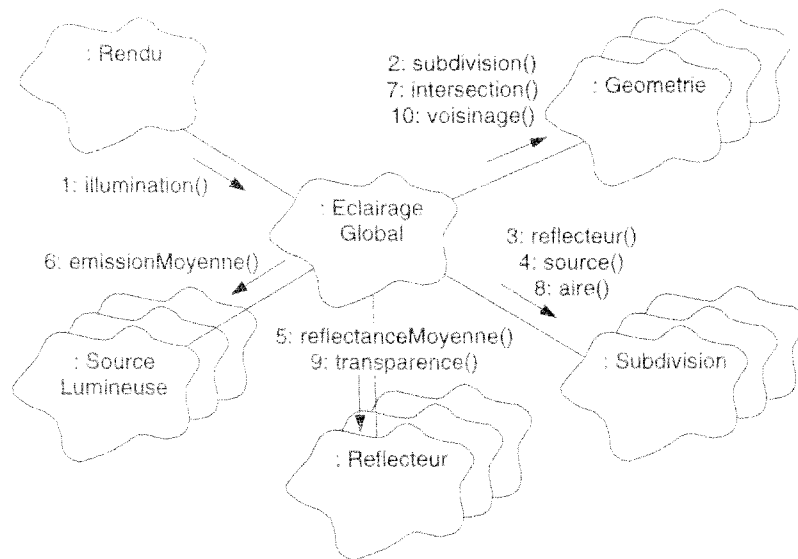 : Rendu
2: subdivision()
7: intersection()
10: voisinage()
: Geometrie
1: illumination()
: Eclairage
Global
6: emissionMoyenne()
3: reflecteur()
4: source()
8: aire()
5: reflectanceMoyenne()
9: transparence()
: Source
Lumineuse
: Subdivision
: Reflecteur